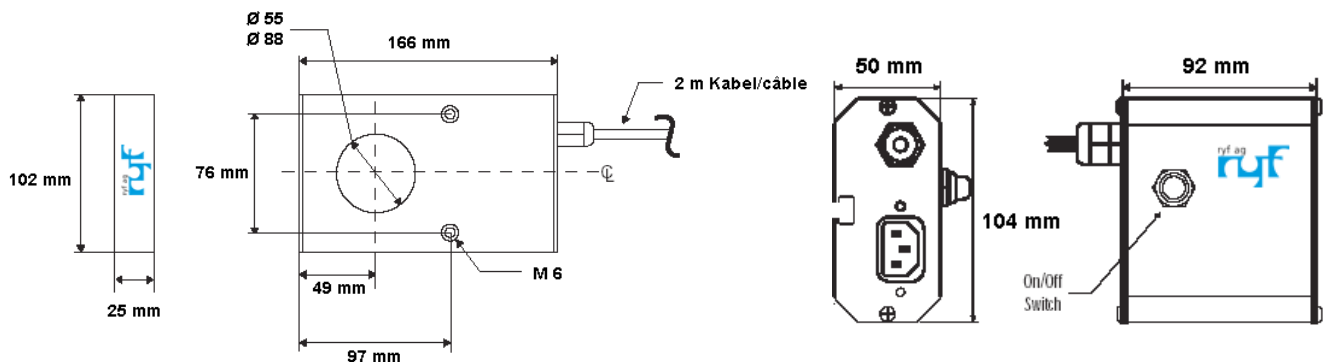 Ø 55
Ø 88
166 mm
2 m Kabel/câble
102 mm
ryf ag
ryf
76 mm
℄
M 6
49 mm
25 mm
97 mm
50 mm
104 mm
92 mm
ryf ag
ryf
On/Off
Switch